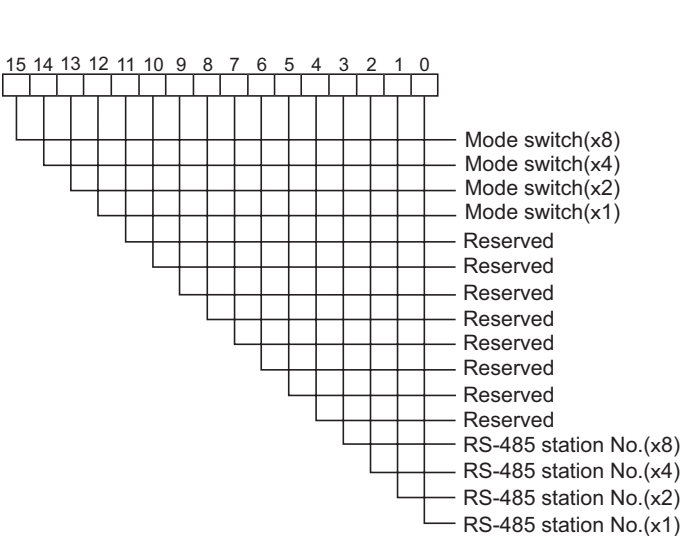 15 14 13 12 11 10 9 8 7 6 5 4 3 2 1 0
Mode switch(x8)
Mode switch(x4)
Mode switch(x2)
Mode switch(x1)
Reserved
Reserved
Reserved
Reserved
Reserved
Reserved
Reserved
Reserved
RS-485 station No.(x8)
RS-485 station No.(x4)
RS-485 station No.(x2)
RS-485 station No.(x1)